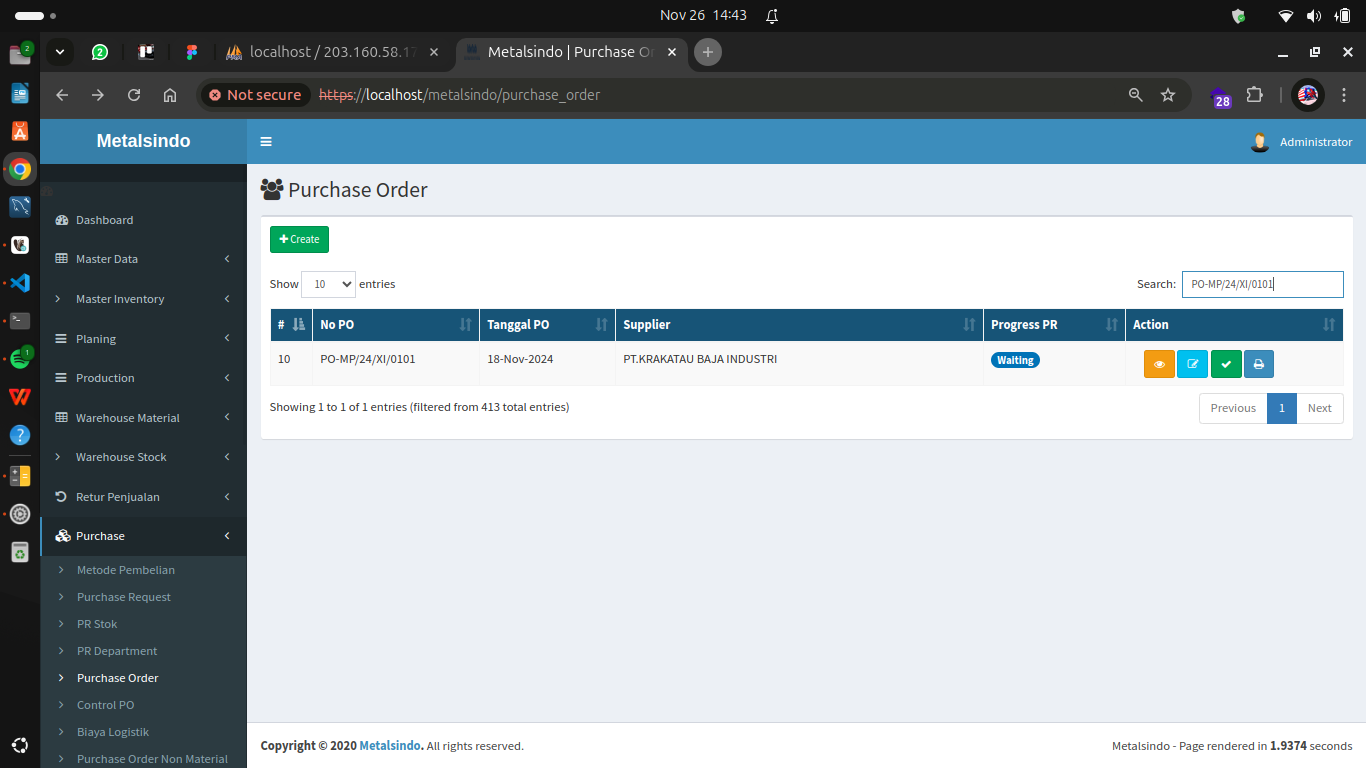 Nov 26 14:43
2
localhost / 203.160.58.17
Metalsindo | Purchase Or
Not secure https://localhost/metalsindo/purchase_order
28
Metalsindo
Administrator
Purchase Order
Create
Show 10 entries
Search: PO-MP/24/XI/0101
# No PO Tanggal PO Supplier Progress PR Action
10 PO-MP/24/XI/0101 18-Nov-2024 PT.KRAKATAU BAJA INDUSTRI Waiting
Showing 1 to 1 of 1 entries (filtered from 413 total entries)
Previous 1 Next
Dashboard
Master Data
Master Inventory
Planing
Production
Warehouse Material
Warehouse Stock
Retur Penjualan
Purchase
Metode Pembelian
Purchase Request
PR Stok
PR Department
Purchase Order
Control PO
Biaya Logistik
Purchase Order Non Material
2
1
Copyright © 2020 Metalsindo. All rights reserved.
Metalsindo - Page rendered in 1.9374 seconds